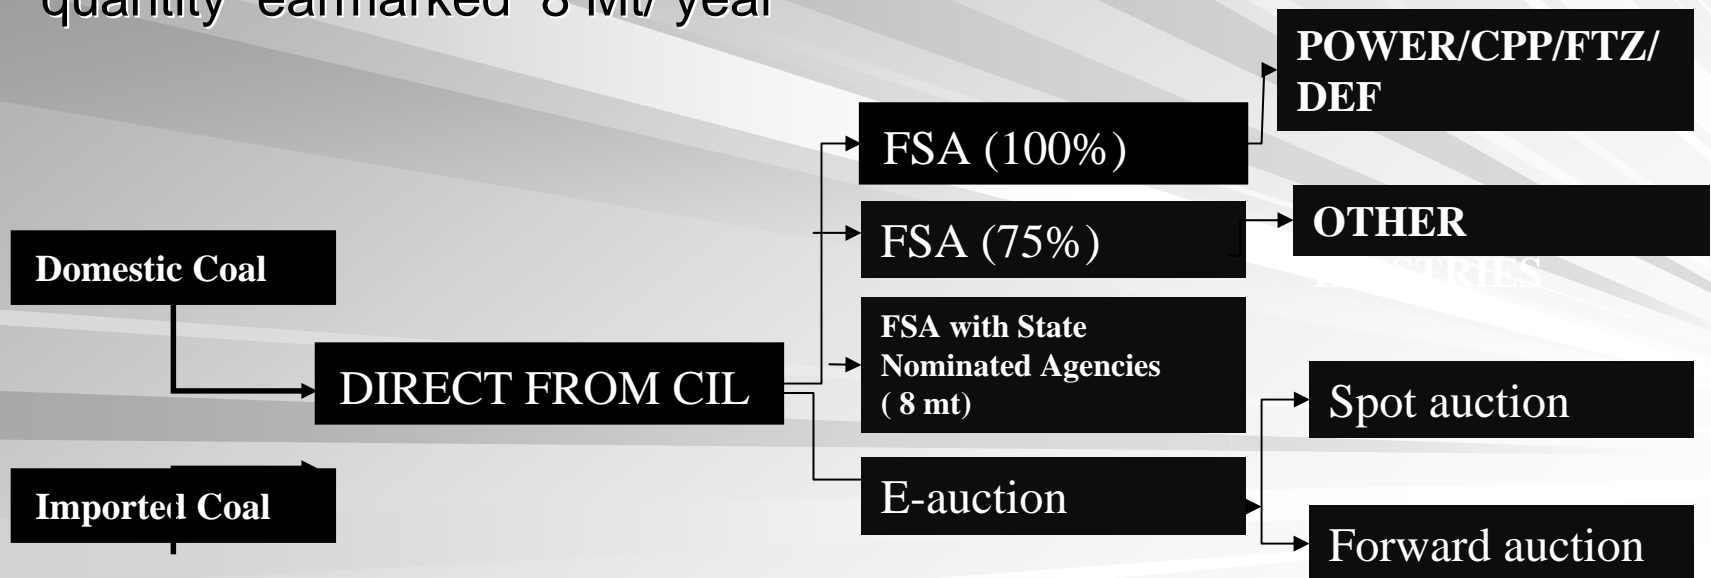 quantity earmarked 8 Mt/ year
POWER/CPP/FTZ/
DEF
FSA (100%)
FSA (75%)
OTHER
Domestic Coal
FSA with State
Nominated Agencies
( 8 mt)
DIRECT FROM CIL
Spot auction
E-auction
Imported Coal
Forward auction